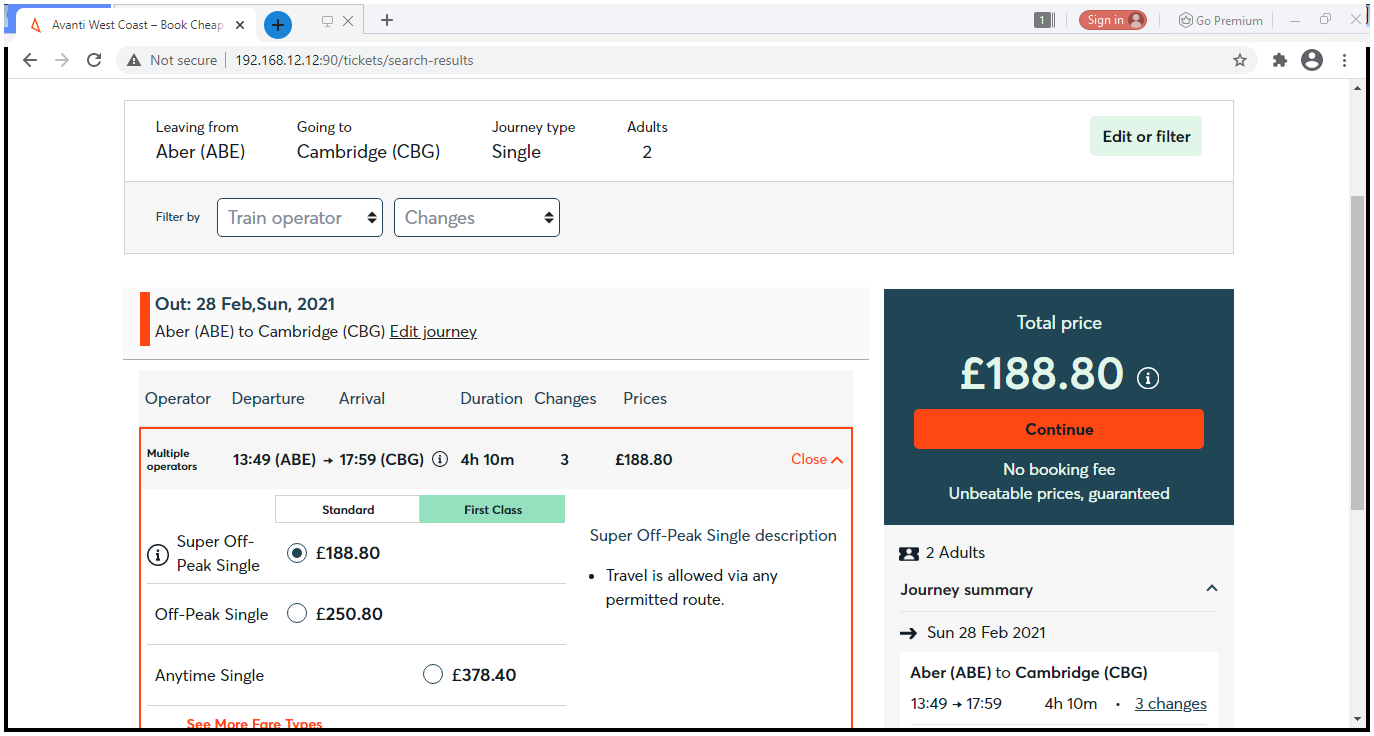 Avanti West Coast – Book Cheap
1
Sign in
Go Premium
Not secure
192.168.12.12:90/tickets/search-results
Leaving from Going to Journey type Adults
Aber (ABE) Cambridge (CBG) Single 2
Edit or filter
Filter by Train operator Changes
Out: 28 Feb,Sun, 2021
Aber (ABE) to Cambridge (CBG) Edit journey
Operator Departure Arrival Duration Changes Prices
Multiple operators 13:49 (ABE) → 17:59 (CBG) 4h 10m 3 £188.80 Close
Standard First Class
Super Off-
Peak Single
£188.80
Off-Peak Single £250.80
Anytime Single £378.40
See More Fare Types
Super Off-Peak Single description
• Travel is allowed via any
permitted route.
Total price
£188.80
Continue
No booking fee
Unbeatable prices, guaranteed
2 Adults
Journey summary
→ Sun 28 Feb 2021
Aber (ABE) to Cambridge (CBG)
13:49 → 17:59 4h 10m • 3 changes